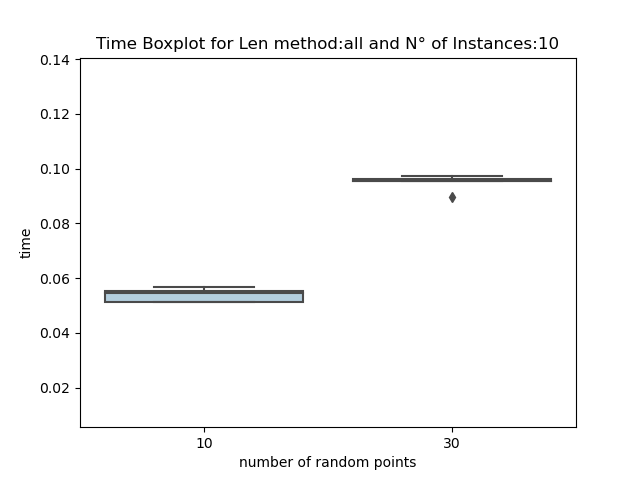 Time Boxplot for Len method:all and N° of Instances:10
0.14
0.12
0.10
0.08
0.06
0.04
0.02
time
10 30
number of random points